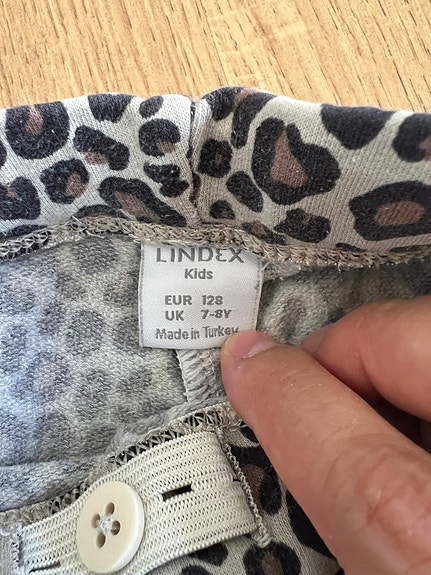 LINDEX
Kids
EUR 128
UK 7-8Y
Made in Turkey